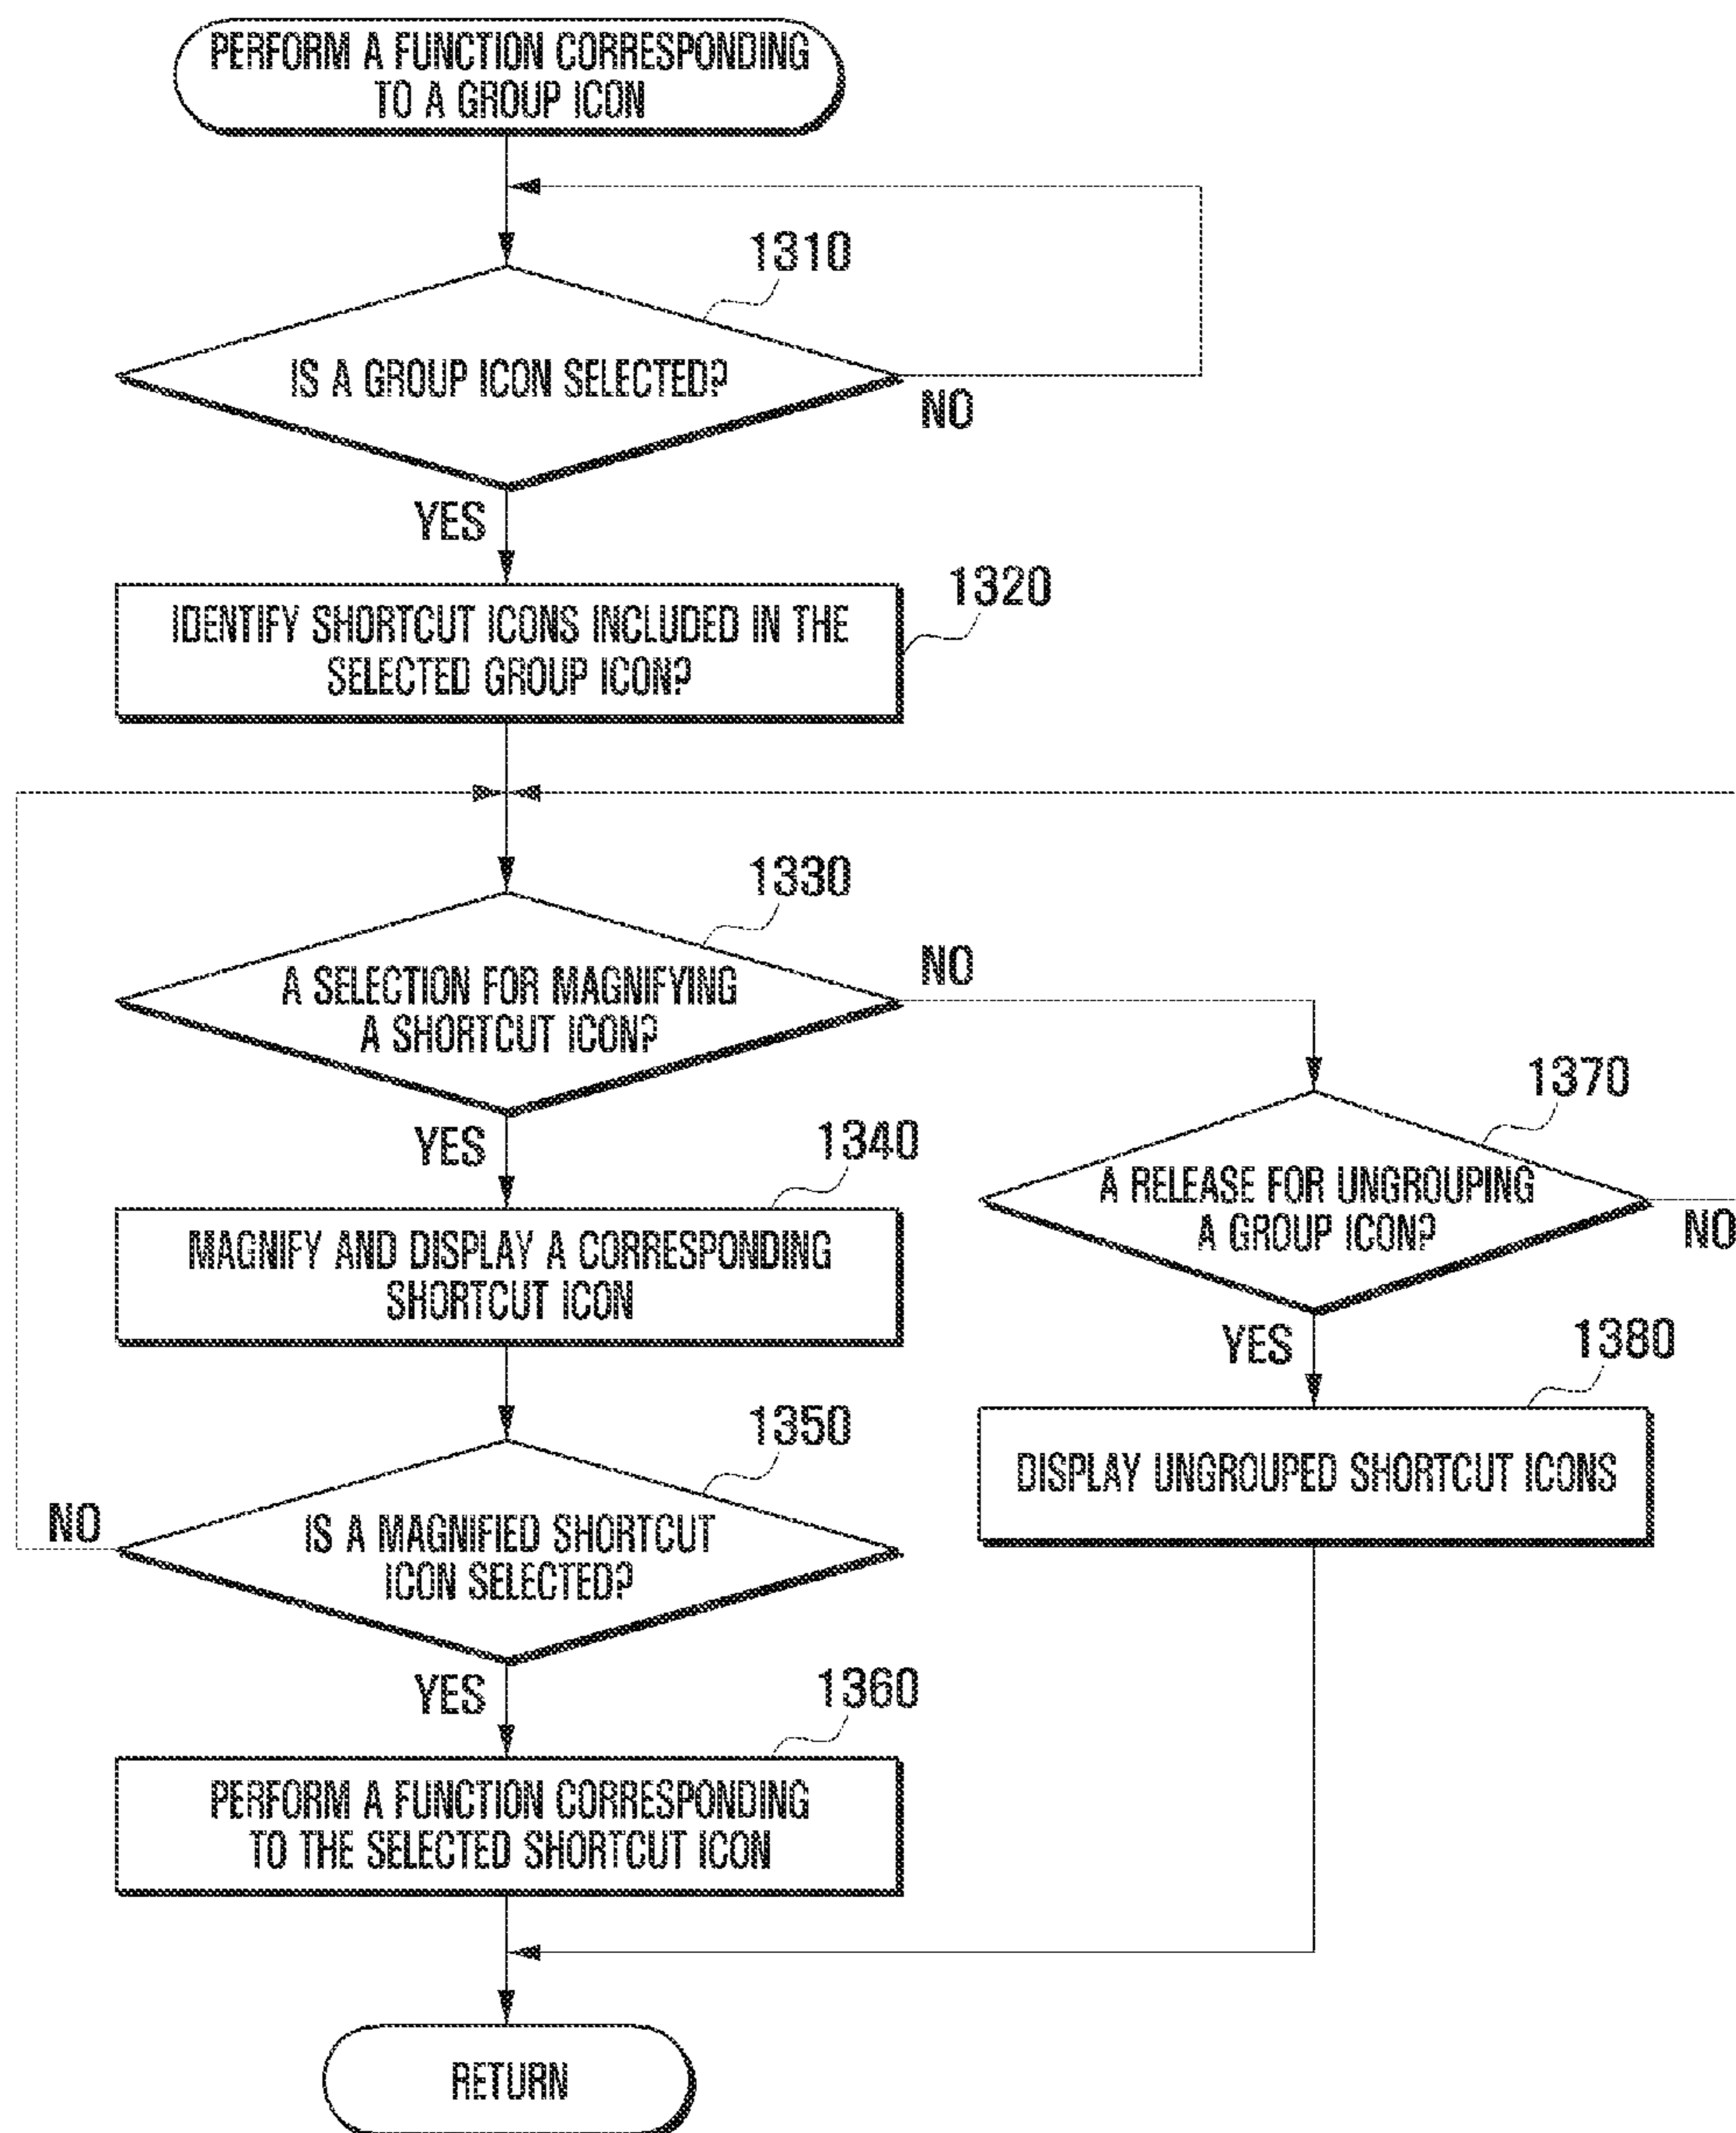 PERFORM A FUNCTION CORRESPONDING
TO A GROUP ICON
1310
IS A GROUP ICON SELECTED?
NO
YES
1320
IDENTIFY SHORTCUT ICONS INCLUDED IN THE
SELECTED GROUP ICON?
1330
A SELECTION FOR MAGNIFYING
A SHORTCUT ICON?
NO
YES
1340
MAGNIFY AND DISPLAY A CORRESPONDING
SHORTCUT ICON
1370
A RELEASE FOR UNGROUPING
A GROUP ICON?
NO
YES
1380
DISPLAY UNGROUPED SHORTCUT ICONS
1350
IS A MAGNIFIED SHORTCUT
ICON SELECTED?
NO
YES
1360
PERFORM A FUNCTION CORRESPONDING
TO THE SELECTED SHORTCUT ICON
RETURN